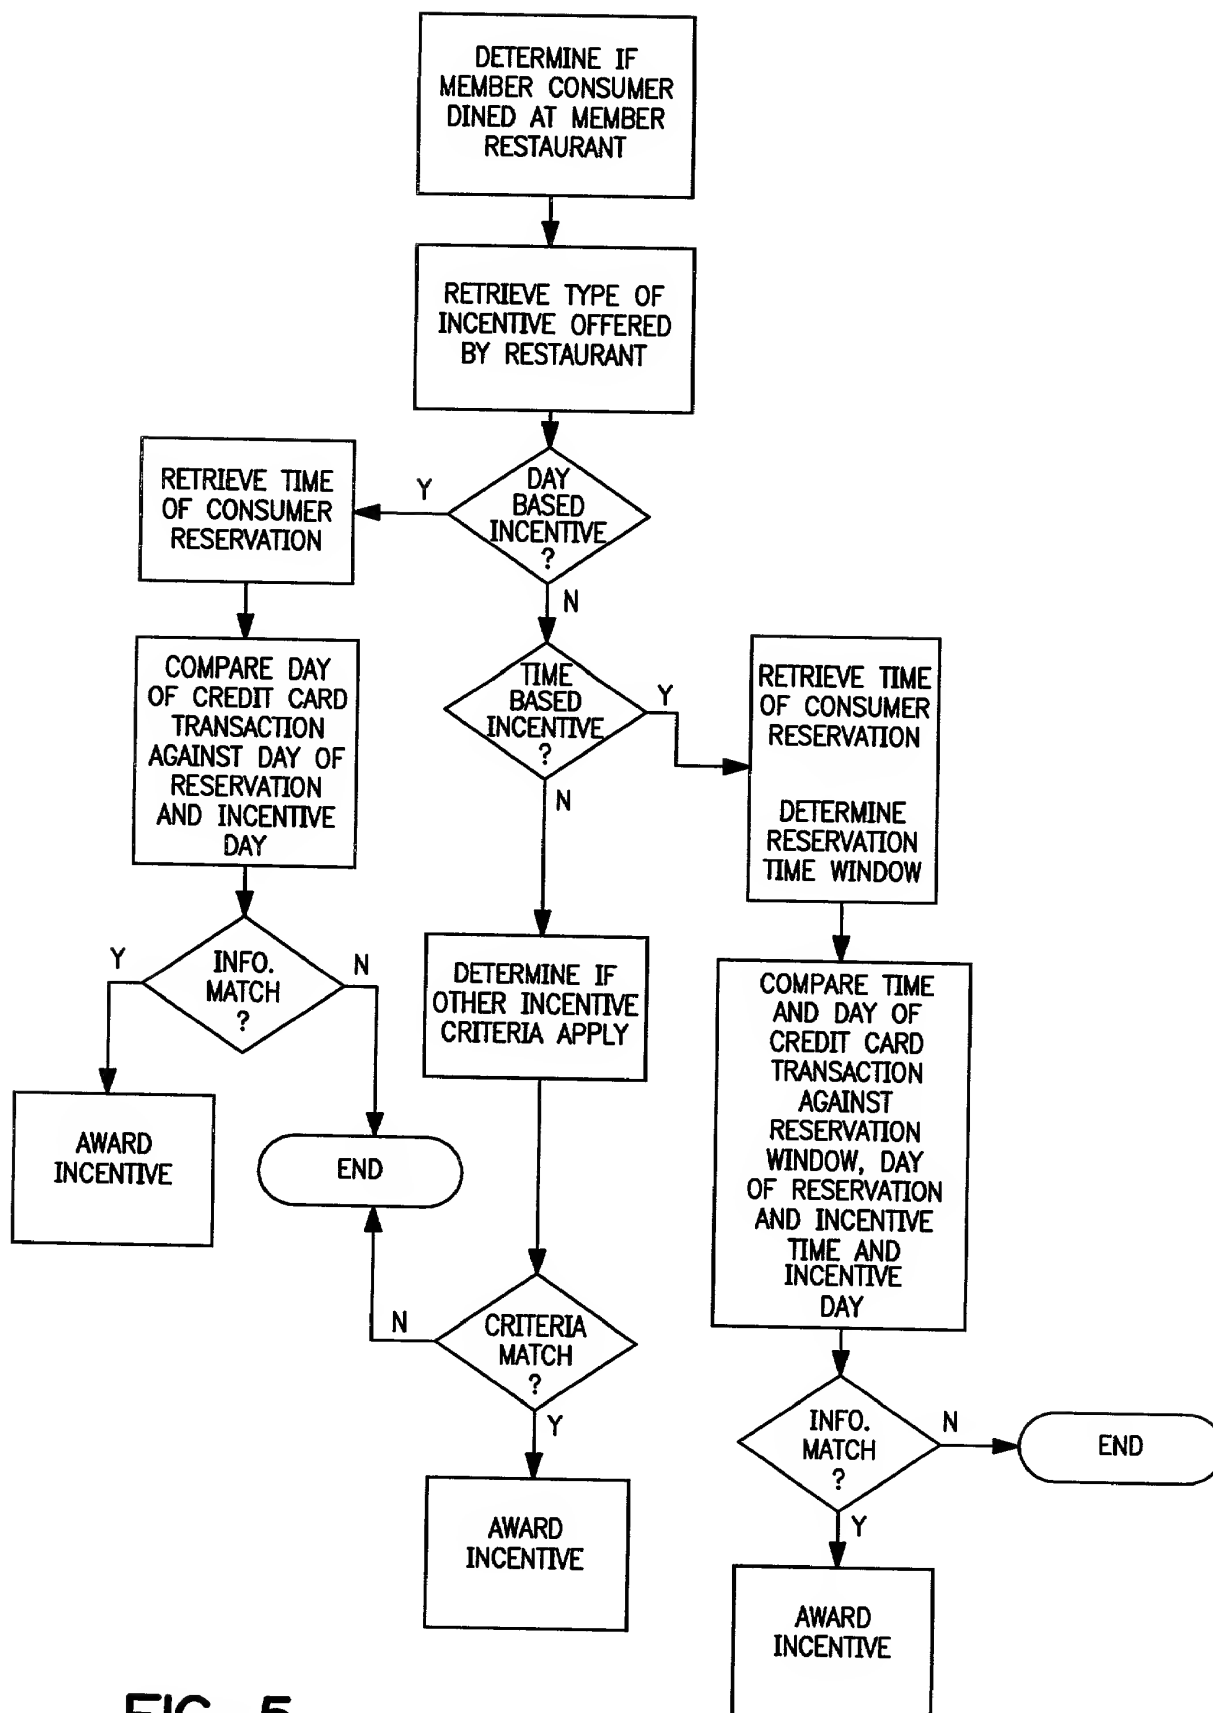 DETERMINE IF
MEMBER CONSUMER
DINED AT MEMBER
RESTAURANT
RETRIEVE TYPE OF
INCENTIVE OFFERED
BY RESTAURANT
DAY
BASED
INCENTIVE
?
Y
N
RETRIEVE TIME
OF CONSUMER
RESERVATION
COMPARE DAY
OF CREDIT CARD
TRANSACTION
AGAINST DAY OF
RESERVATION
AND INCENTIVE
DAY
INFO.
MATCH
?
Y
N
AWARD
INCENTIVE
END
TIME
BASED
INCENTIVE
?
Y
N
DETERMINE IF
OTHER INCENTIVE
CRITERIA APPLY
CRITERIA
MATCH
?
N
Y
AWARD
INCENTIVE
RETRIEVE TIME
OF CONSUMER
RESERVATION
DETERMINE
RESERVATION
TIME WINDOW
COMPARE TIME
AND DAY OF
CREDIT CARD
TRANSACTION
AGAINST
RESERVATION
WINDOW, DAY
OF RESERVATION
AND INCENTIVE
TIME AND
INCENTIVE
DAY
INFO.
MATCH
?
N
END
Y
AWARD
INCENTIVE
FIG. 5